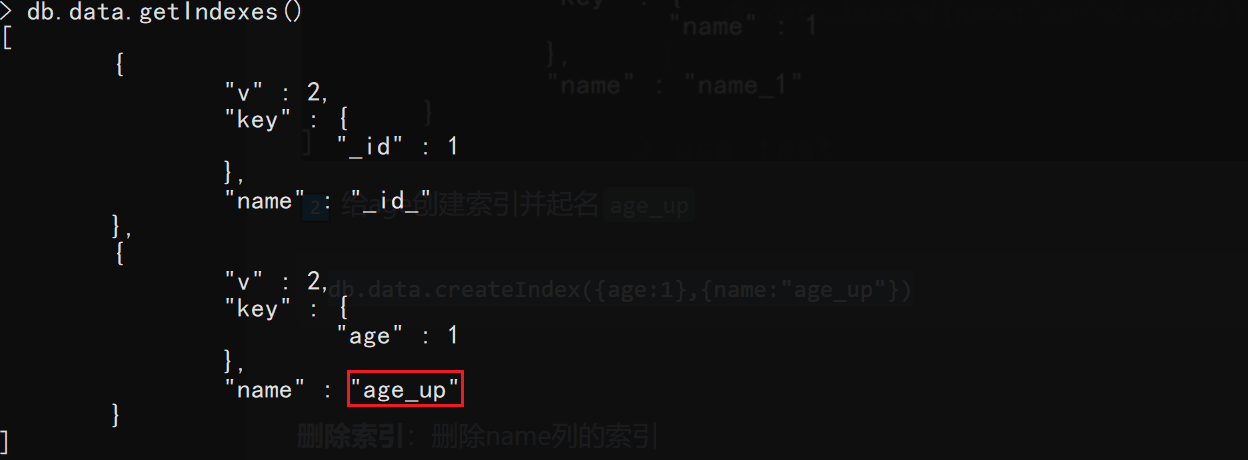 > db.data.getIndexes()
[
{
"v" : 2,
"key" : {
"_id" : 1
},
"name" : "_id_"
},
{
"v" : 2,
"key" : {
"age" : 1
},
"name" : "age_up"
}
]
"name" : 1
},
"name" : "name_1"
}
]
2 给age创建索引并起名 age_up
db.data.createIndex({age:1},{name:"age_up"})
删除索引：删除name列的索引